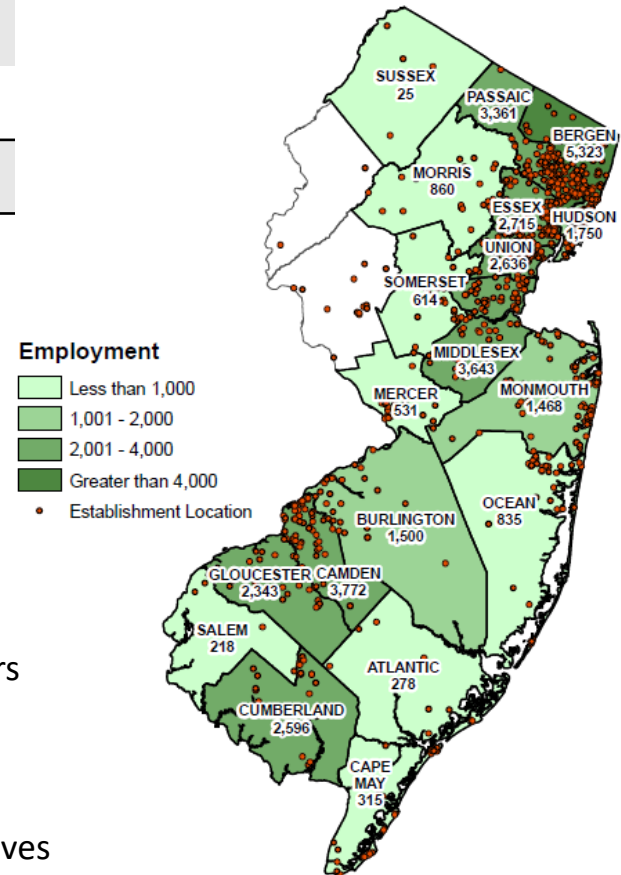 SUSSEX
25
PASSAIC
3,361
BERGEN
5,323
MORRIS
860
ESSEX
2,715
HUDSON
1,750
UNION
2,636
SOMERSET
614
MIDDLESEX
3,643
MONMOUTH
1,468
MERCER
531
Employment
Less than 1,000
1,001 - 2,000
2,001 - 4,000
Greater than 4,000
Establishment Location
OCEAN
835
BURLINGTON
1,500
GLOUCESTER
2,343
CAMDEN
3,772
SALEM
218
ATLANTIC
278
CUMBERLAND
2,596
CAPE
MAY
315
rs
ves